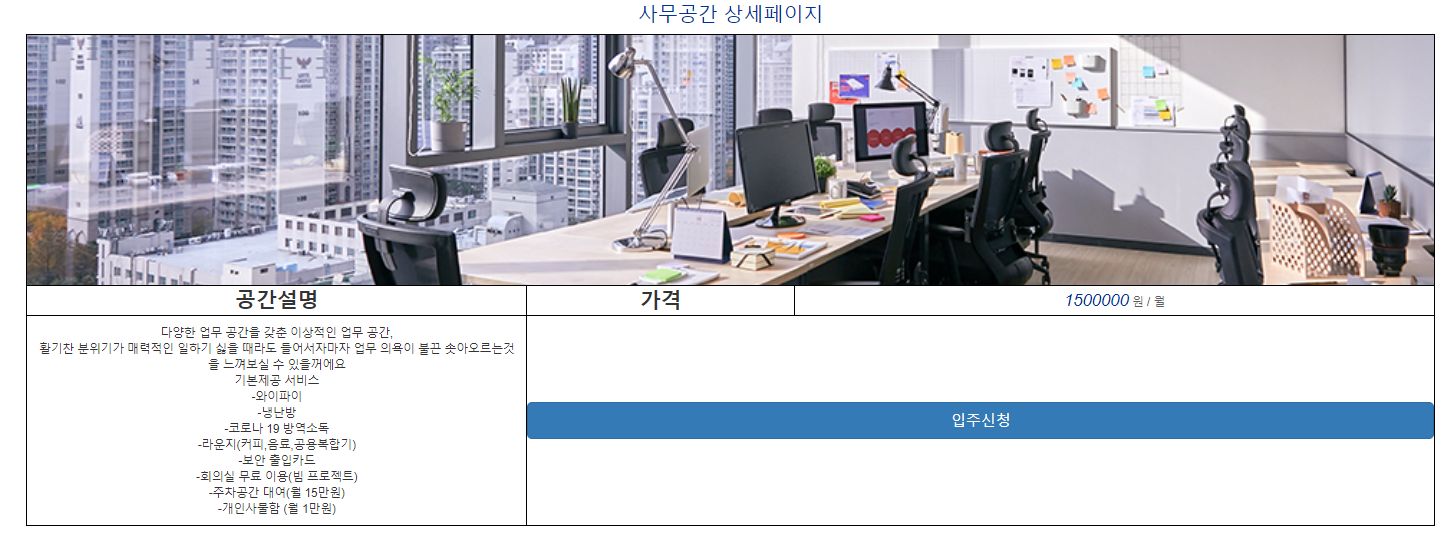 사무공간 상세페이지
공간설명
가격
1500000 원 / 월
다양한 업무 공간을 갖춘 이상적인 업무 공간,
활기찬 분위기가 매력적인 일하기 싫을 때라도 들어서자마자 업무 의욕이 불끈 솟아오르는것
을 느껴보실 수 있을꺼에요
기본제공 서비스
-와이파이
-냉난방
-코로나 19 방역소독
-라운지(커피,음료,공용복합기)
-보안 출입카드
-회의실 무료 이용(빔 프로젝트)
-주차공간 대여(월 15만원)
-개인사물함 (월 1만원)
입주신청